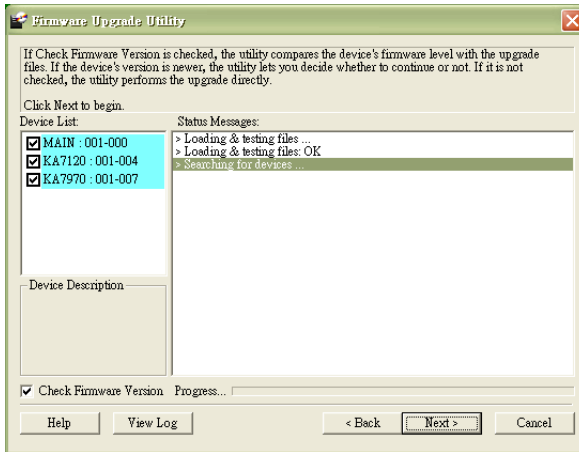 Firmware Upgrade Utility
If Check Firmware Version is checked, the utility compares the device's firmware level with the upgrade
files. If the device's version is newer, the utility lets you decide whether to continue or not. If it is not
checked, the utility performs the upgrade directly.
Click Next to begin.
Device List:
Status Messages:
MAIN : 001-000
KA7120 : 001-004
KA7970 : 001-007
> Loading & testing files ...
> Loading & testing files: OK
> Searching for devices ...
Device Description
Check Firmware Version
Progress...
Help
View Log
< Back
Next >
Cancel